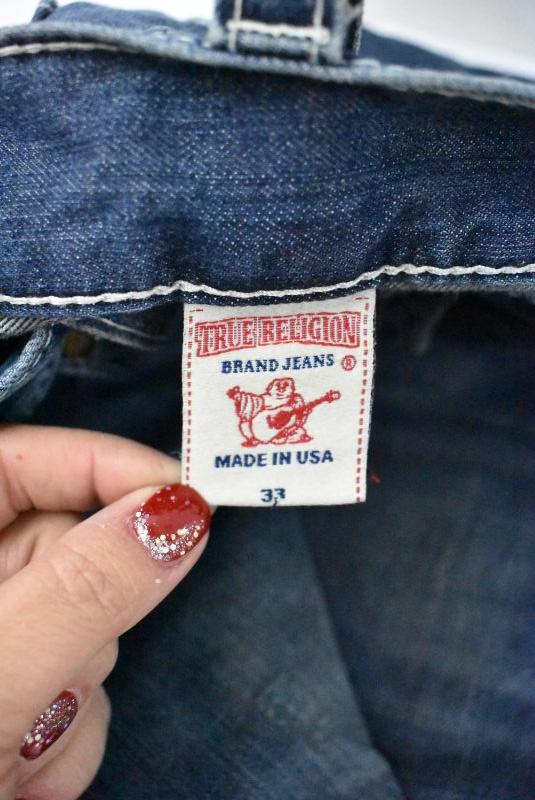 TRUE RELIGION
BRAND JEANS ®
MADE IN USA
33